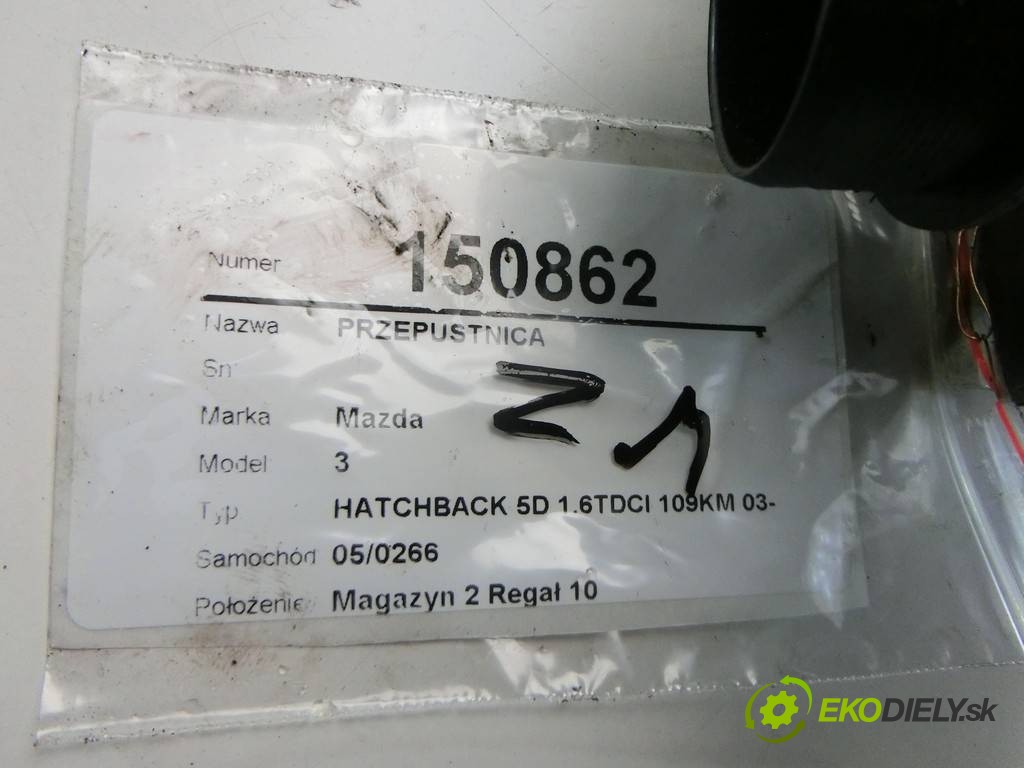 Numer 150862
Nazwa PRZEPUSTNICA
Sn
Marka Mazda
Model 3
Typ HATCHBACK 5D 1.6TDCI 109KM 03-
Samochód 05/0266
Położenie Magazyn 2 Regał 10
EKODIELY.sk